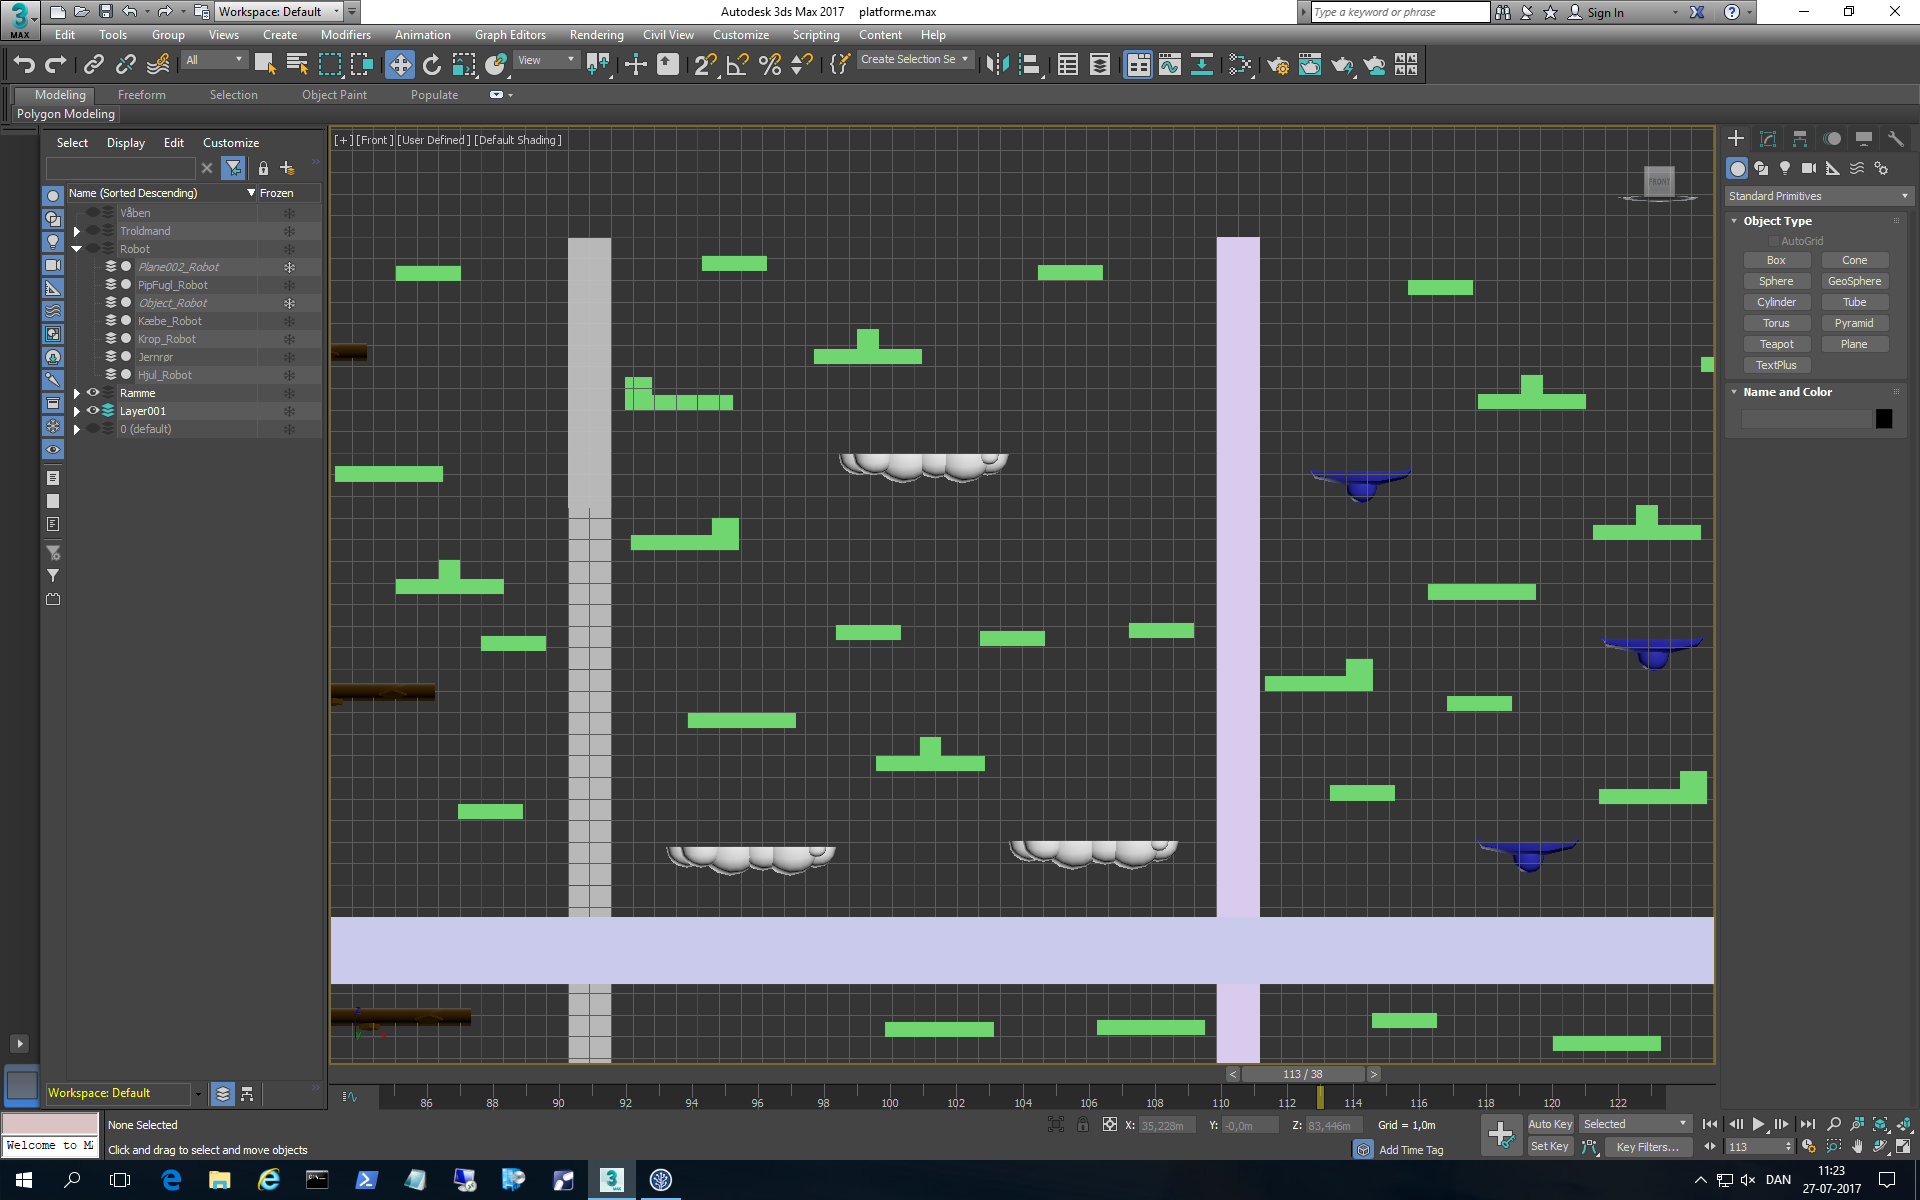 Workspace: Default
Autodesk 3ds Max 2017 platforme.max
Type a keyword or phrase
Sign In
MAX
Edit Tools Group Views Create Modifiers Animation Graph Editors Rendering Civil View Customize Scripting Content Help
All
View
Create Selection Se
Modeling Freeform Selection Object Paint Populate
Polygon Modeling
Select Display Edit Customize
Name (Sorted Descending) Frozen
Våben
Troldmand
Robot
Plane002_Robot
PipFugl_Robot
Object_Robot
Kæbe_Robot
Krop_Robot
Jernrør
Hjul_Robot
Ramme
Layer001
0 (default)
[+] [Front] [User Defined] [Default Shading]
FRONT
Standard Primitives
Object Type
AutoGrid
Box Cone
Sphere GeoSphere
Cylinder Tube
Torus Pyramid
Teapot Plane
TextPlus
Name and Color
z
y
x
Workspace: Default
< 113 / 38 >
86 88 90 92 94 96 98 100 102 104 106 108 110 112 114 116 118 120 122
None Selected
X: 35,228m Y: -0,0m Z: 83,446m Grid = 1,0m
Auto Key Selected
Welcome to M
Click and drag to select and move objects
Add Time Tag
Set Key Key Filters...
113
DAN
11:23
27-07-2017